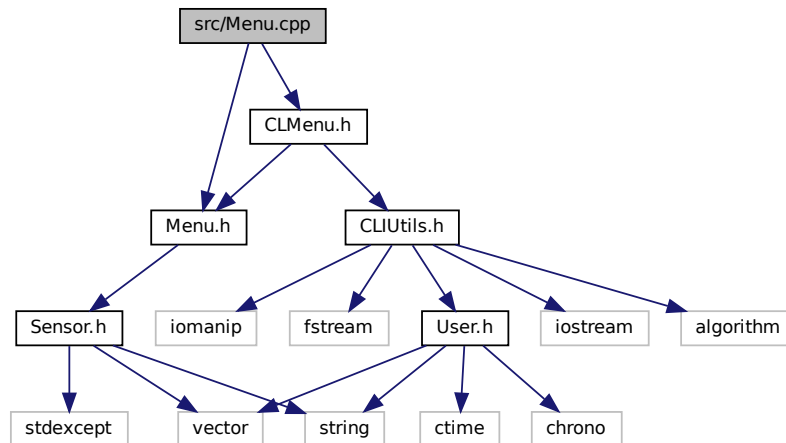 src/Menu.cpp
CLMenu.h
Menu.h
CLIUtils.h
Sensor.h
iomanip
fstream
User.h
iostream
algorithm
stdexcept
vector
string
ctime
chrono